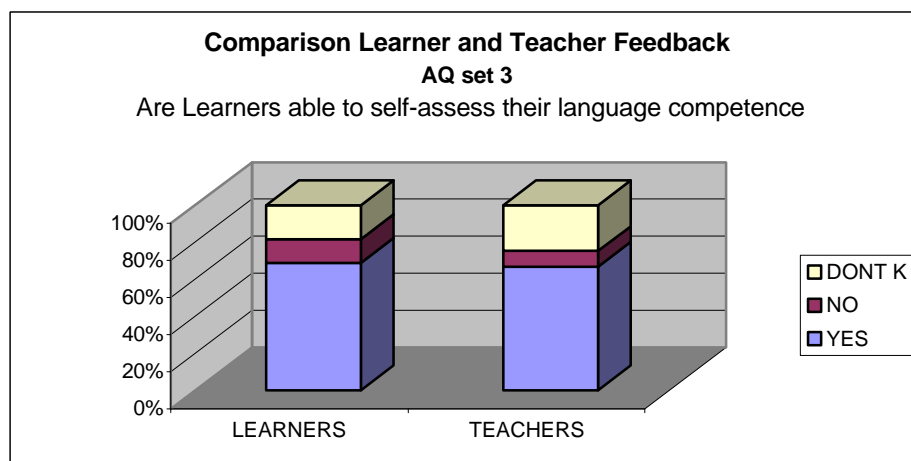 Comparison Learner and Teacher Feedback
AQ set 3
Are Learners able to self-assess their language competence
100%
80%
60%
40%
20%
0%
LEARNERS
TEACHERS
DONT K
NO
YES